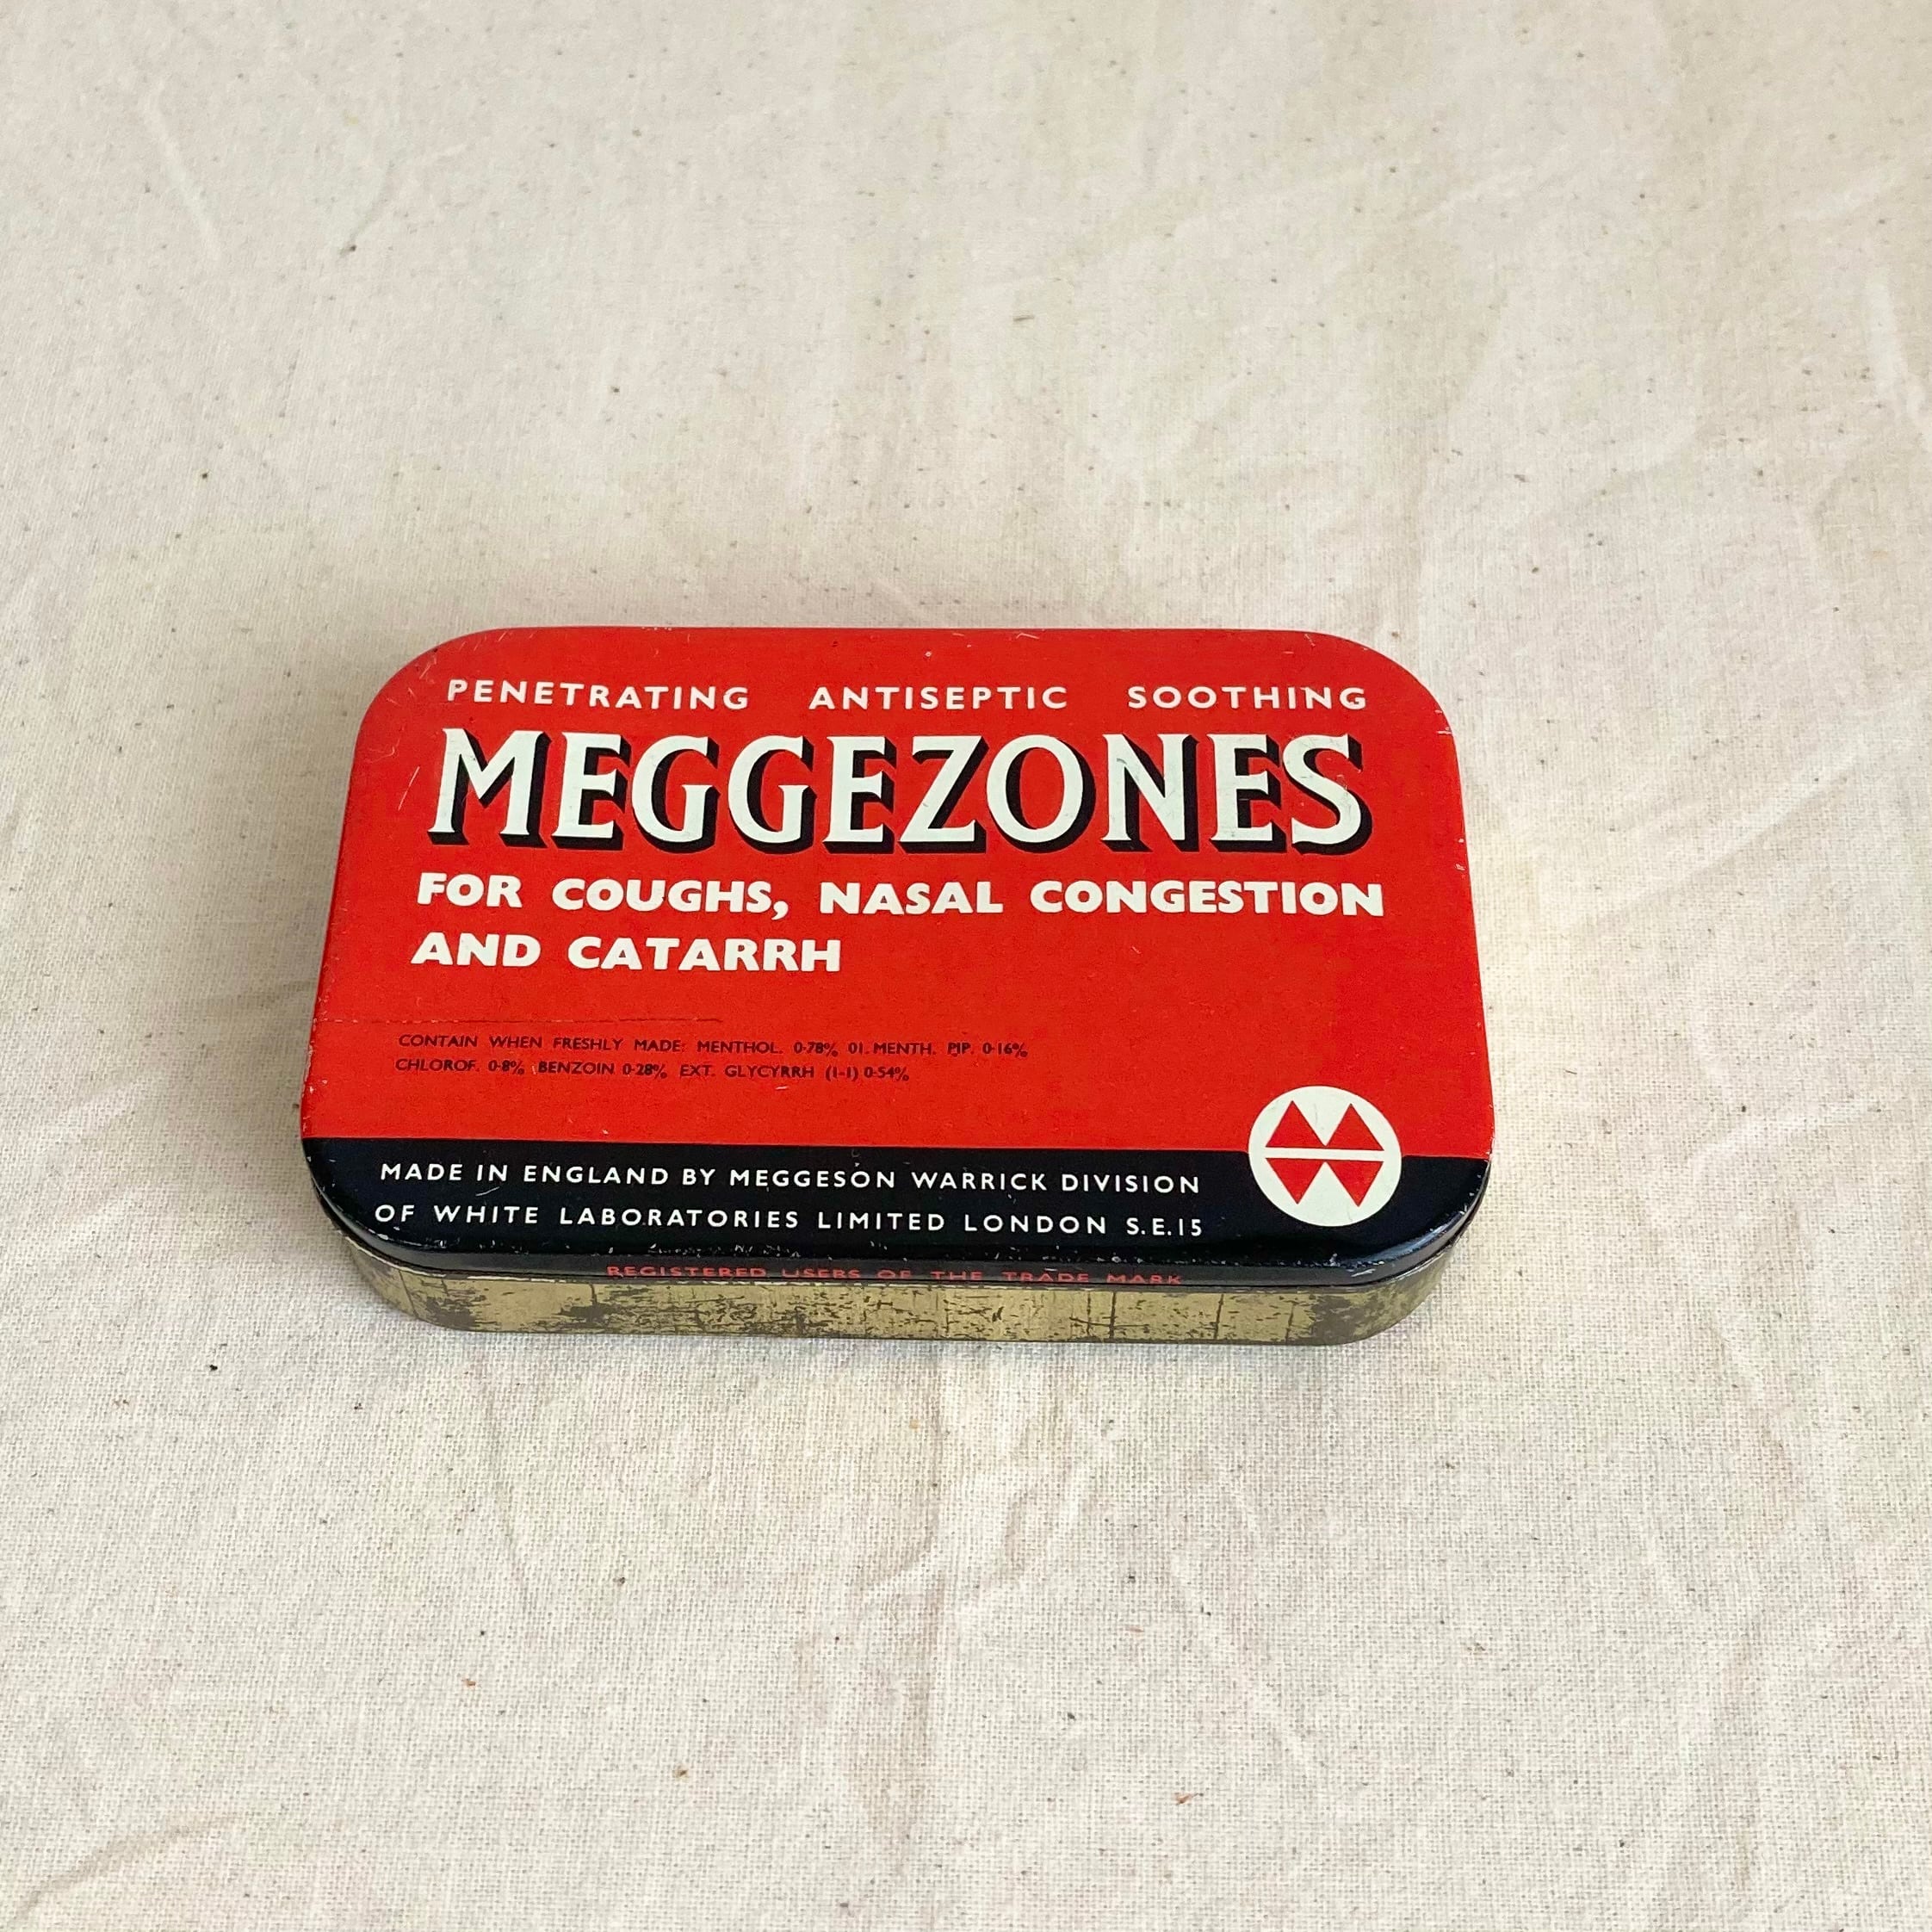 PENETRATING ANTISEPTIC SOOTHING
MEGGEZONES
FOR COUGHS, NASAL CONGESTION
AND CATARRH
CONTAIN WHEN FRESHLY MADE: MENTHOL. 0·78% OL. MENTH. PIP. 0·16%
CHLOROF. 0·8% BENZOIN 0·28% EXT. GLYCYRRH (1-1) 0·54%
MADE IN ENGLAND BY MEGGESON WARRICK DIVISION
OF WHITE LABORATORIES LIMITED LONDON S.E.15
REGISTERED USERS OF THE TRADE MARK